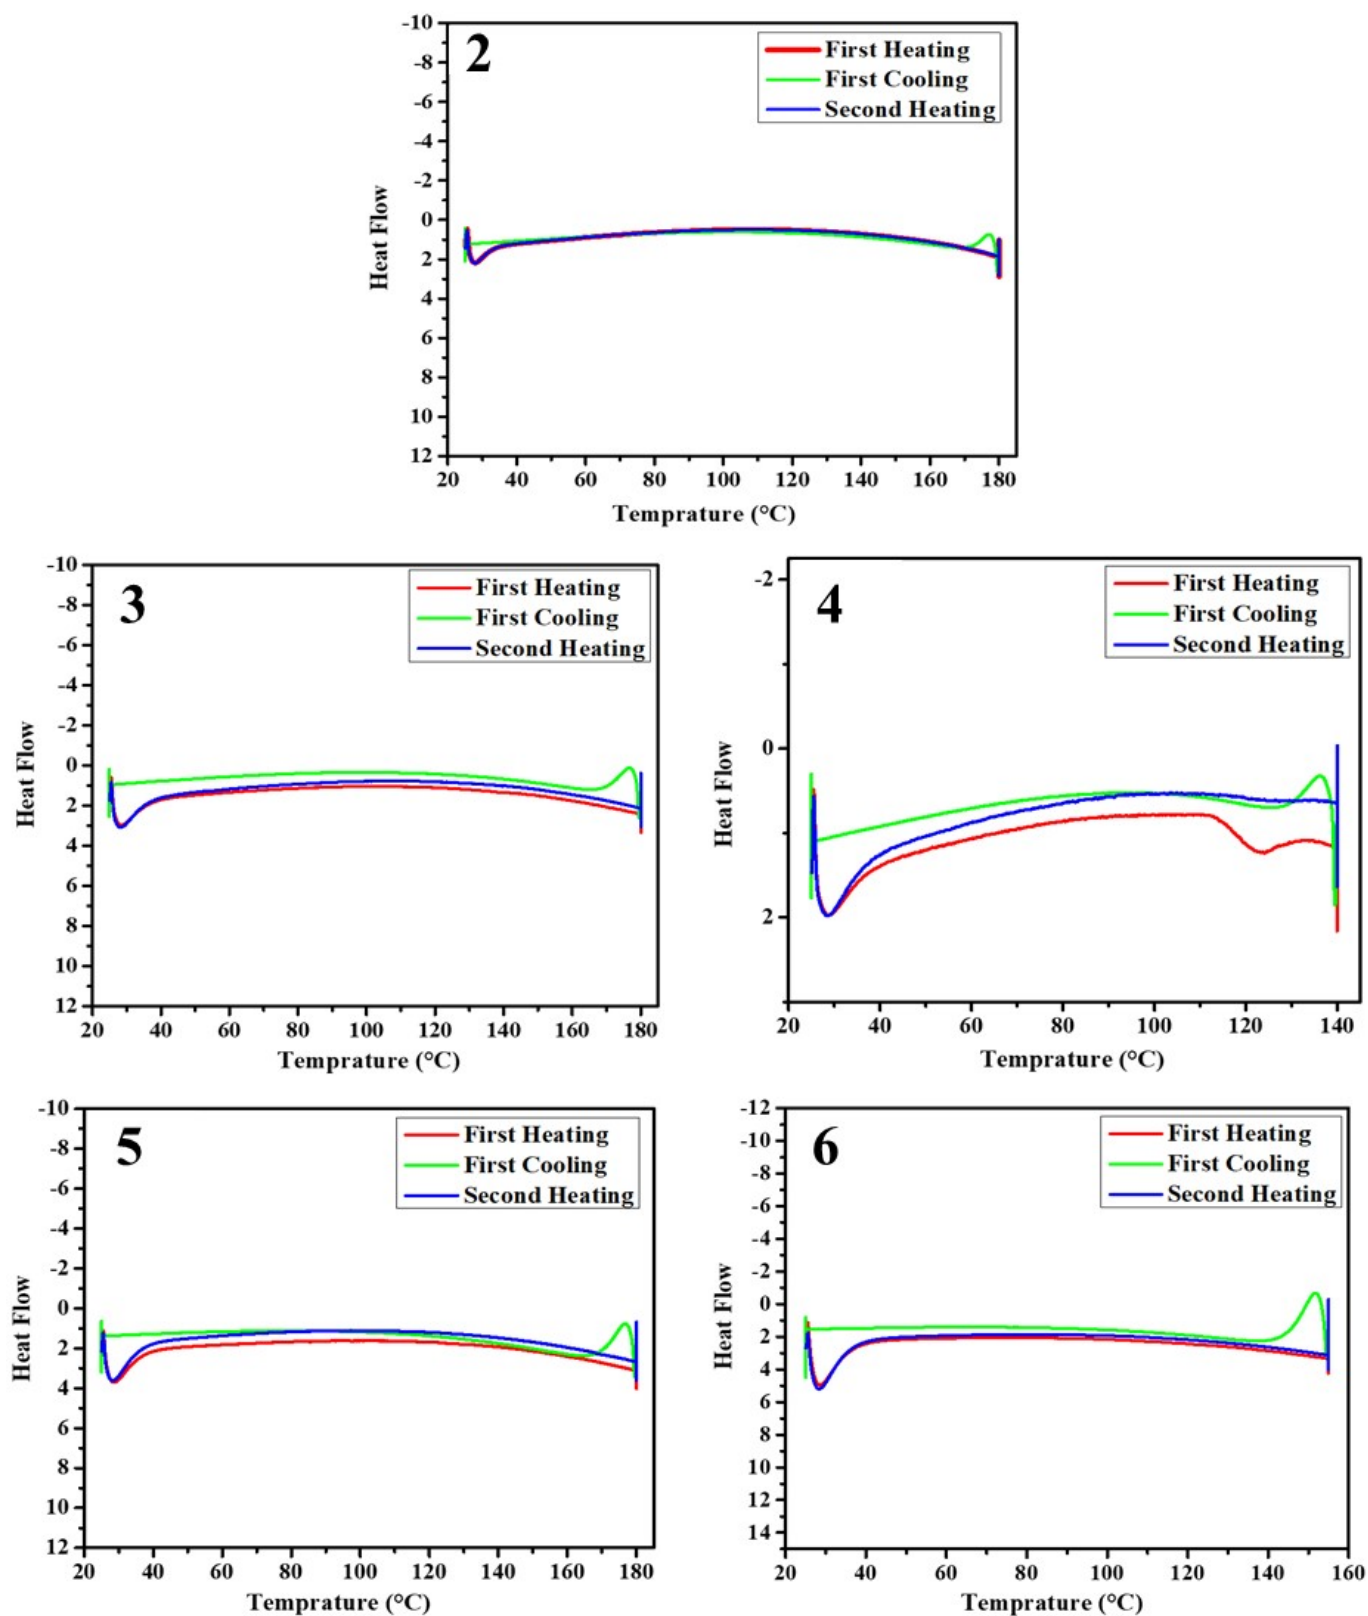 2
First Heating
First Cooling
Second Heating
-10
-8
-6
-4
-2
0
2
4
6
8
10
12
Heat Flow
20 40 60 80 100 120 140 160 180
Temprature (°C)
3
First Heating
First Cooling
Second Heating
-10
-8
-6
-4
-2
0
2
4
6
8
10
12
Heat Flow
20 40 60 80 100 120 140 160 180
Temprature (°C)
4
First Heating
First Cooling
Second Heating
-2
0
2
Heat Flow
20 40 60 80 100 120 140
Temprature (°C)
5
First Heating
First Cooling
Second Heating
-10
-8
-6
-4
-2
0
2
4
6
8
10
12
Heat Flow
20 40 60 80 100 120 140 160 180
Temprature (°C)
6
First Heating
First Cooling
Second Heating
-12
-10
-8
-6
-4
-2
0
2
4
6
8
10
12
14
Heat Flow
20 40 60 80 100 120 140 160
Temprature (°C)